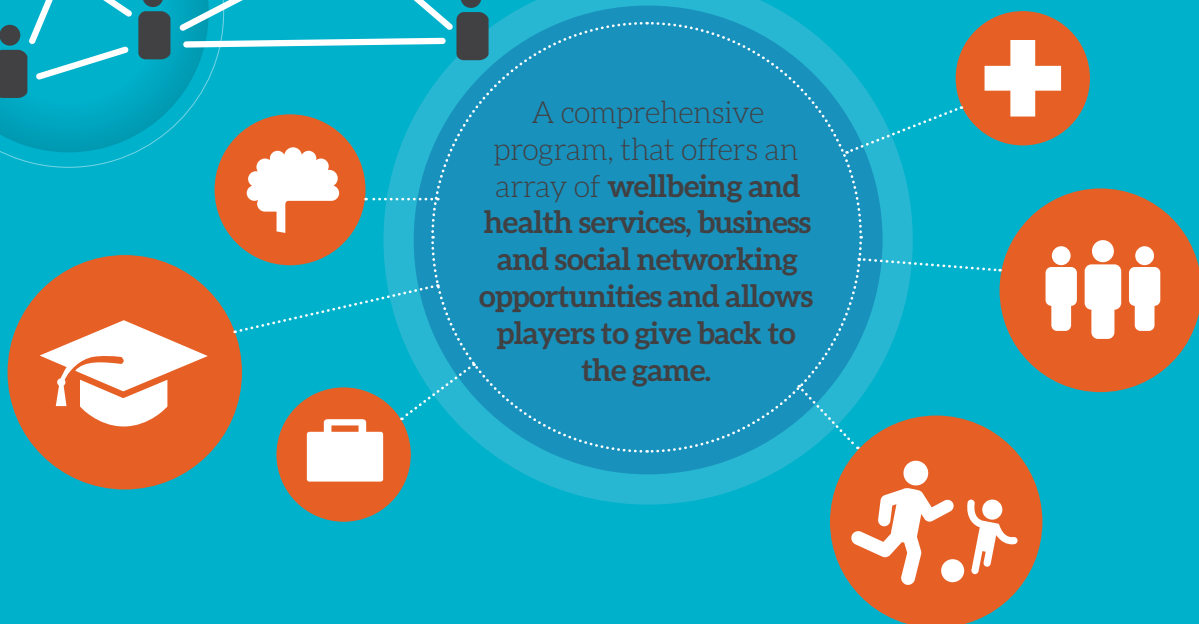 A comprehensive
program, that offers an
array of wellbeing and
health services, business
and social networking
opportunities and allows
players to give back to
the game.